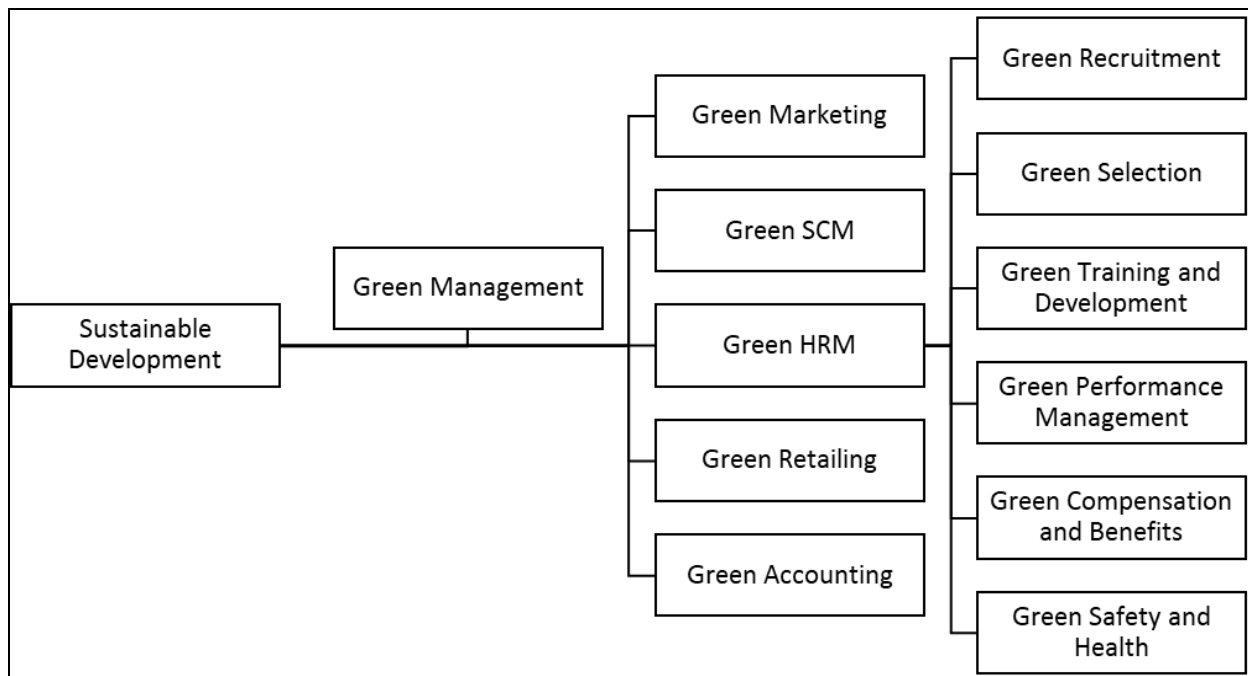 Sustainable
Development
Green Management
Green Marketing
Green SCM
Green HRM
Green Retailing
Green Accounting
Green Recruitment
Green Selection
Green Training and
Development
Green Performance
Management
Green Compensation
and Benefits
Green Safety and
Health